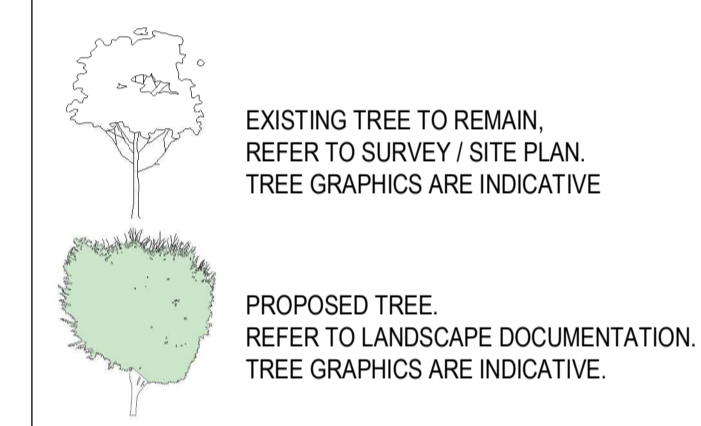 EXISTING TREE TO REMAIN,
REFER TO SURVEY / SITE PLAN.
TREE GRAPHICS ARE INDICATIVE
PROPOSED TREE.
REFER TO LANDSCAPE DOCUMENTATION.
TREE GRAPHICS ARE INDICATIVE.